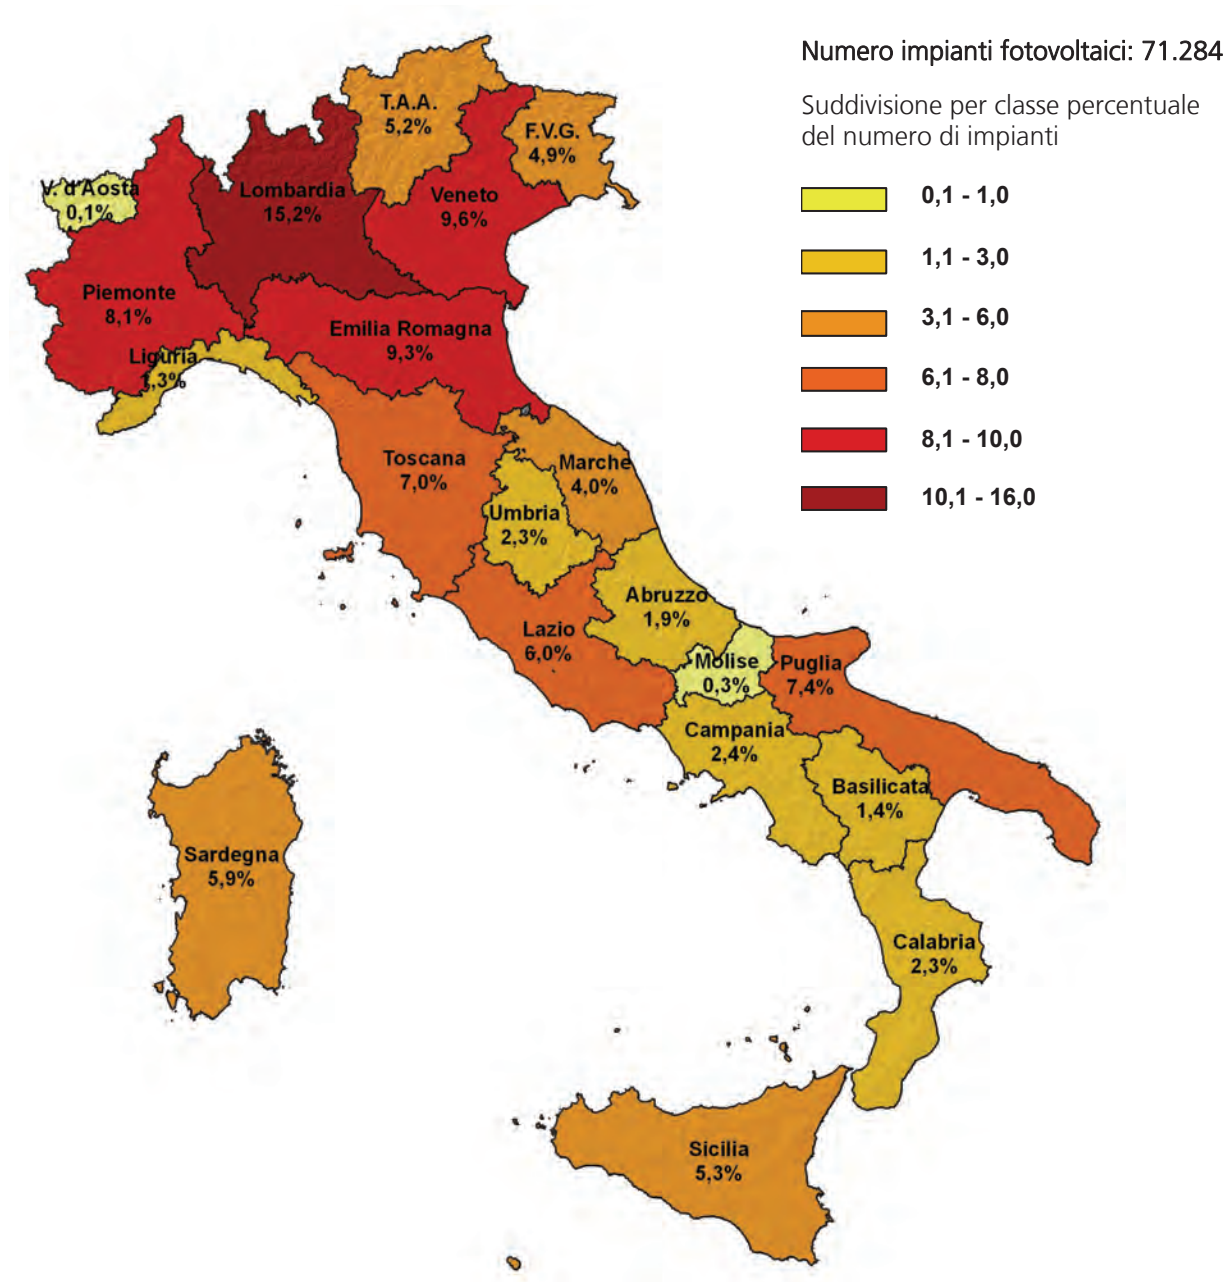 Numero impianti fotovoltaici: 71.284
Suddivisione per classe percentuale
del numero di impianti
0,1 - 1,0
1,1 - 3,0
3,1 - 6,0
6,1 - 8,0
8,1 - 10,0
10,1 - 16,0
T.A.A.
5,2%
F.V.G.
4,9%
V. d'Aosta
0,1%
Lombardia
15,2%
Veneto
9,6%
Piemonte
8,1%
Emilia Romagna
9,3%
Liguria
1,3%
Toscana
7,0%
Marche
4,0%
Umbria
2,3%
Abruzzo
1,9%
Lazio
6,0%
Molise
0,3%
Puglia
7,4%
Campania
2,4%
Basilicata
1,4%
Sardegna
5,9%
Calabria
2,3%
Sicilia
5,3%